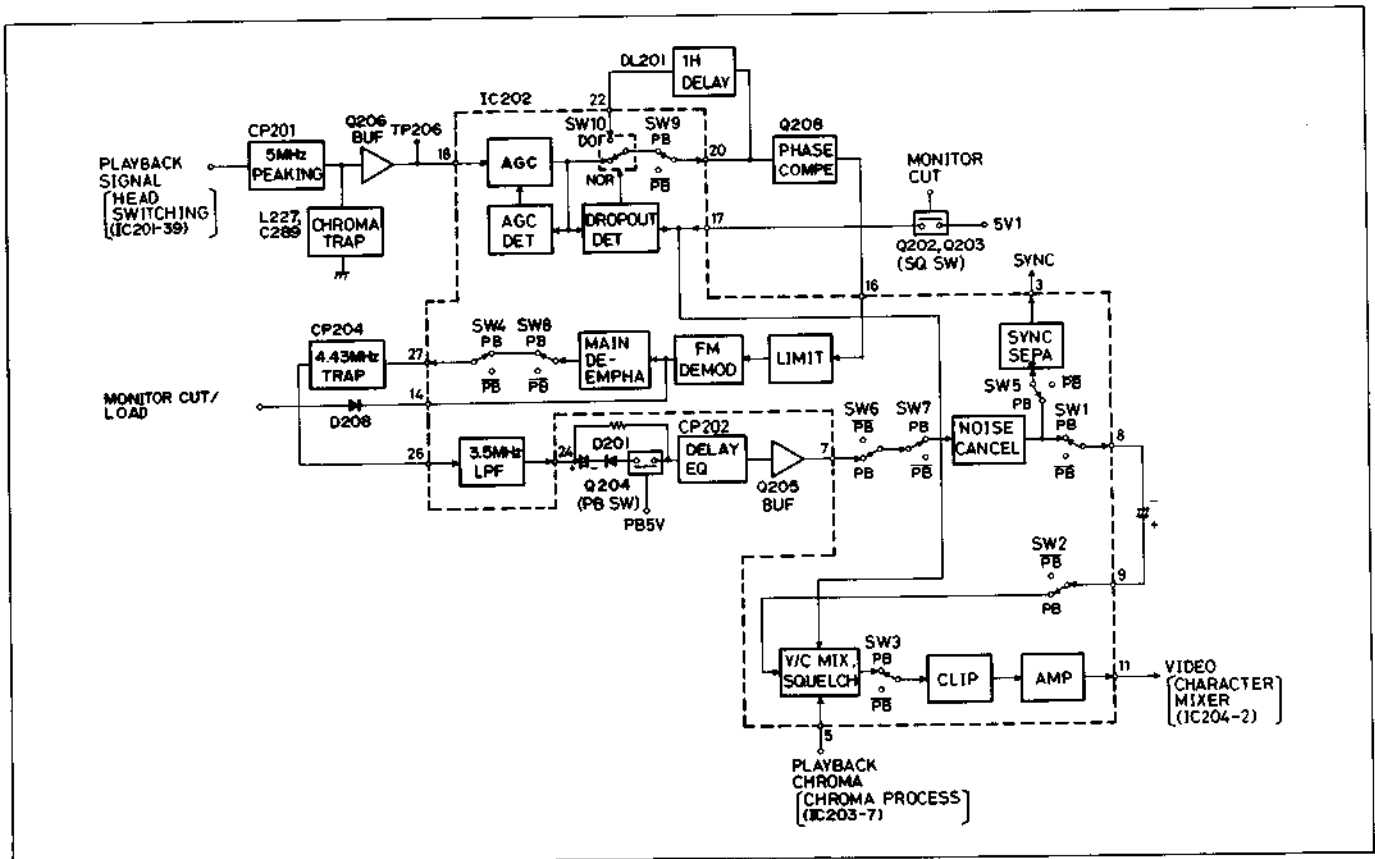 DL201
1H
DELAY
IC202
22
Q206
BUF
TP206
CP201
5MHz
PEAKING
18
AGC
SW10
DO
NOR
SW9
PB
PB
20
Q208
PHASE
COMPE
PLAYBACK
SIGNAL
HEAD
SWITCHING
(IC201-39)
L227,
C289
CHROMA
TRAP
AGC
DET
DROPOUT
DET
17
MONITOR
CUT
5V1
Q202, Q203
(SQ SW)
SYNC
16
3
CP204
4.43MHz
TRAP
27
SW4
PB
PB
SW8
PB
PB
MAIN
DE-
EMPHA
FM
DEMOD
LIMIT
SYNC
SEPA
SW5
PB
PB
MONITOR CUT/
LOAD
D208
14
26
3.5MHz
LPF
24
D201
Q204
(PB SW)
PB5V
CP202
DELAY
EQ
Q205
BUF
7
SW6
PB
PB
SW7
PB
PB
NOISE
CANCEL
SW1
PB
PB
8
-
+
SW2
PB
PB
9
Y/C MIX,
SQUELCH
SW3
PB
PB
CLIP
AMP
11
VIDEO
CHARACTER
MIXER
(IC204-2)
5
PLAYBACK
CHROMA
CHROMA PROCESS
(IC203-7)